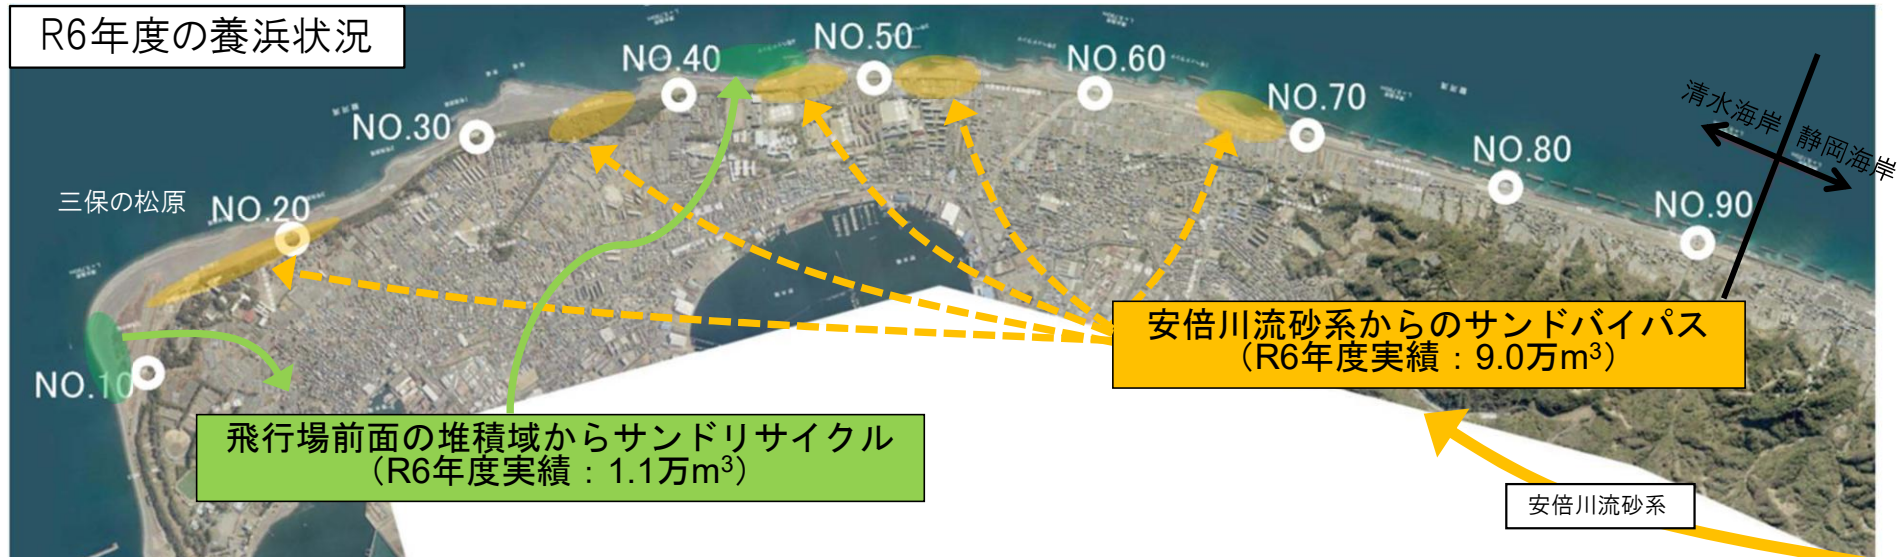 R6年度の養浜状況
NO.50
NO.40
NO.60
NO.70
NO.30
NO.80
清水海岸
静岡海岸
三保の松原
NO.20
NO.90
NO.10
安倍川流砂系からのサンドバイパス
（R6年度実績：9.0万m³）
飛行場前面の堆積域からサンドリサイクル
（R6年度実績：1.1万m³）
安倍川流砂系